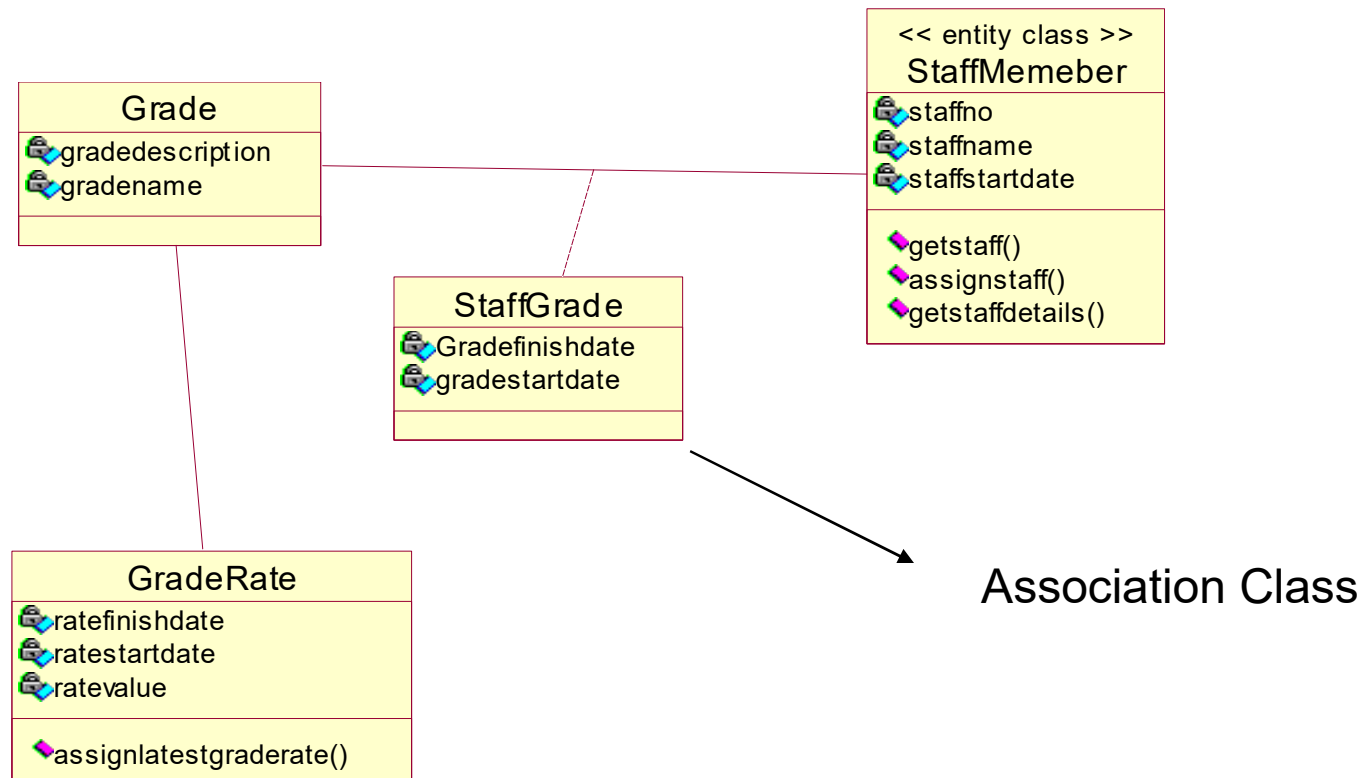 << entity class >>
StaffMemeber
staffno
staffname
staffstartdate
getstaff()
assignstaff()
getstaffdetails()
Grade
gradedescription
gradename
StaffGrade
Gradefinishdate
gradestartdate
GradeRate
ratefinishdate
ratestartdate
ratevalue
assignlatestgraderate()
Association Class